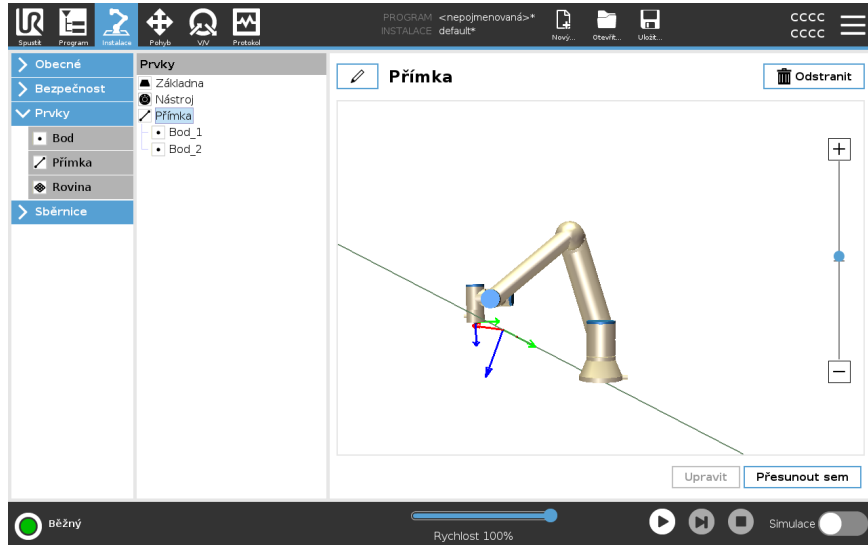 UR
PROGRAM <nepojmenovaná>*
INSTALACE default*
Spustit
Program
Instalace
Pohyb
V/V
Protokol
Nový...
Otevřít...
Uložit...
CCCC
CCCC
Obecné
Bezpečnost
Prvky
Bod
Přímka
Rovina
Sběrnice
Prvky
Základna
Nástroj
Přímka
Bod_1
Bod_2
Přímka
Odstranit
Upravit
Přesunout sem
Běžný
Rychlost 100%
Simulace